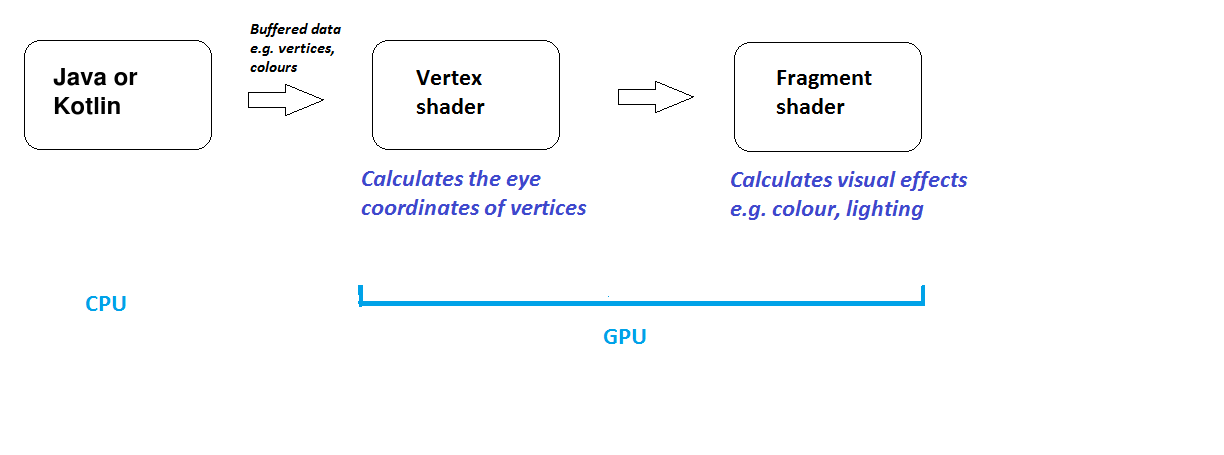 Buffered data
e.g. vertices,
colours
Java or
Kotlin
Vertex
shader
Fragment
shader
Calculates the eye
coordinates of vertices
Calculates visual effects
e.g. colour, lighting
CPU
GPU